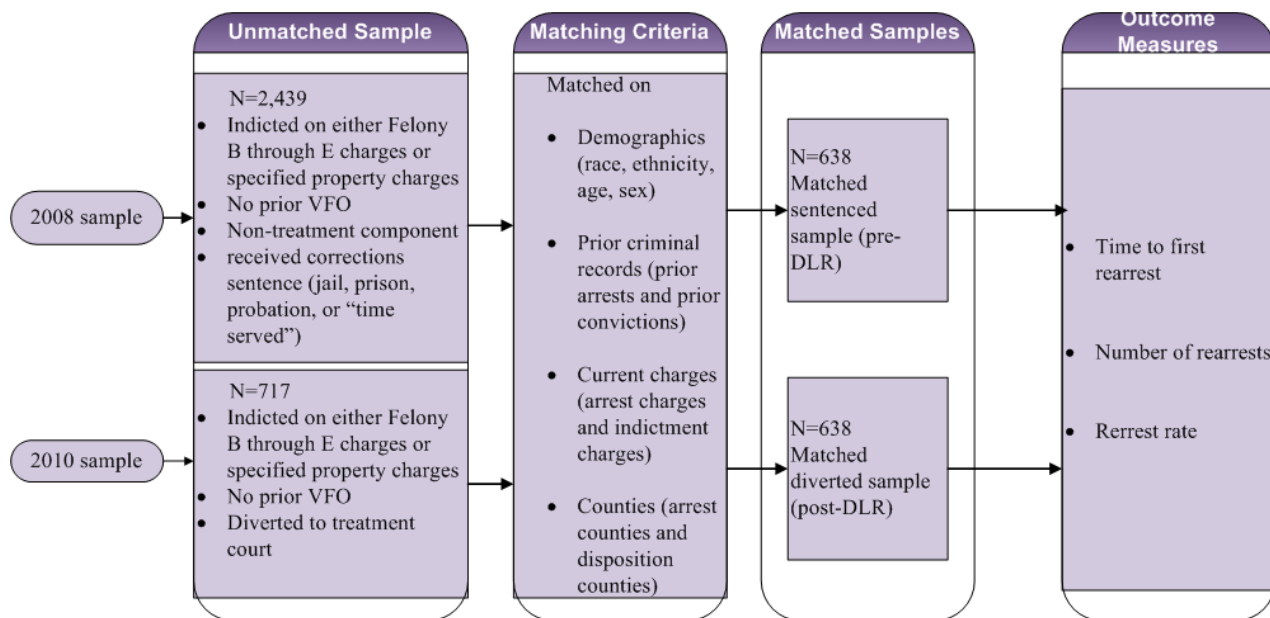 Unmatched Sample
Matching Criteria
Matched Samples
Outcome
Measures
2008 sample
N=2,439
• Indicted on either Felony
B through E charges or
specified property charges
• No prior VFO
• Non-treatment component
• received corrections
sentence (jail, prison,
probation, or “time
served”)
2010 sample
N=717
• Indicted on either Felony
B through E charges or
specified property charges
• No prior VFO
• Diverted to treatment
court
Matched on
• Demographics
(race, ethnicity,
age, sex)
• Prior criminal
records (prior
arrests and prior
convictions)
• Current charges
(arrest charges
and indictment
charges)
• Counties (arrest
counties and
disposition
counties)
N=638
Matched
sentenced
sample (pre-
DLR)
N=638
Matched
diverted sample
(post-DLR)
• Time to first
rearrest
• Number of rearrests
• Rerrest rate